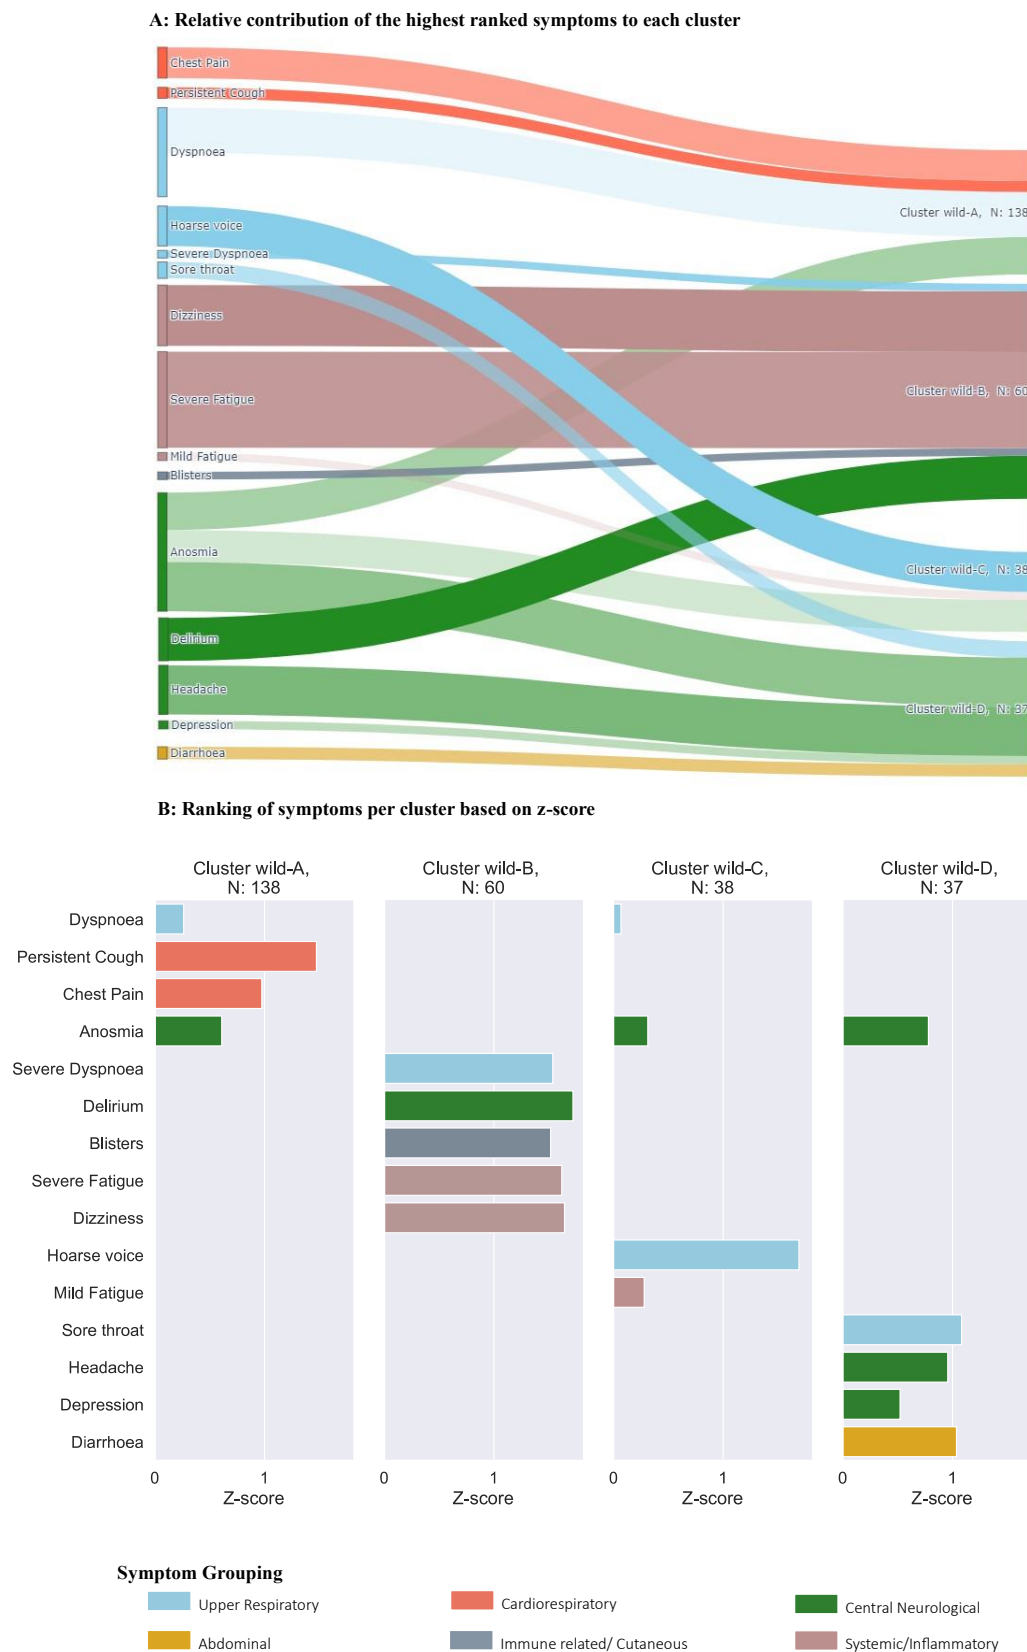 A: Relative contribution of the highest ranked symptoms to each cluster
Chest Pain
Persistent Cough
Dyspnoea
Hoarse voice
Cluster wild-A, N: 138
Severe Dyspnoea
Sore throat
Dizziness
Severe Fatigue
Cluster wild-B, N: 60
Mild Fatigue
Blisters
Anosmia
Cluster wild-C, N: 38
Delirium
Headache
Cluster wild-D, N: 37
Depression
Diarrhoea
B: Ranking of symptoms per cluster based on z-score
Cluster wild-A,
N: 138
Cluster wild-B,
N: 60
Cluster wild-C,
N: 38
Cluster wild-D,
N: 37
Dyspnoea
Persistent Cough
Chest Pain
Anosmia
Severe Dyspnoea
Delirium
Blisters
Severe Fatigue
Dizziness
Hoarse voice
Mild Fatigue
Sore throat
Headache
Depression
Diarrhoea
0 1 0 1 0 1 0 1
Z-score Z-score Z-score Z-score
Symptom Grouping
Upper Respiratory Cardiorespiratory Central Neurological
Abdominal Immune related/ Cutaneous Systemic/Inflammatory